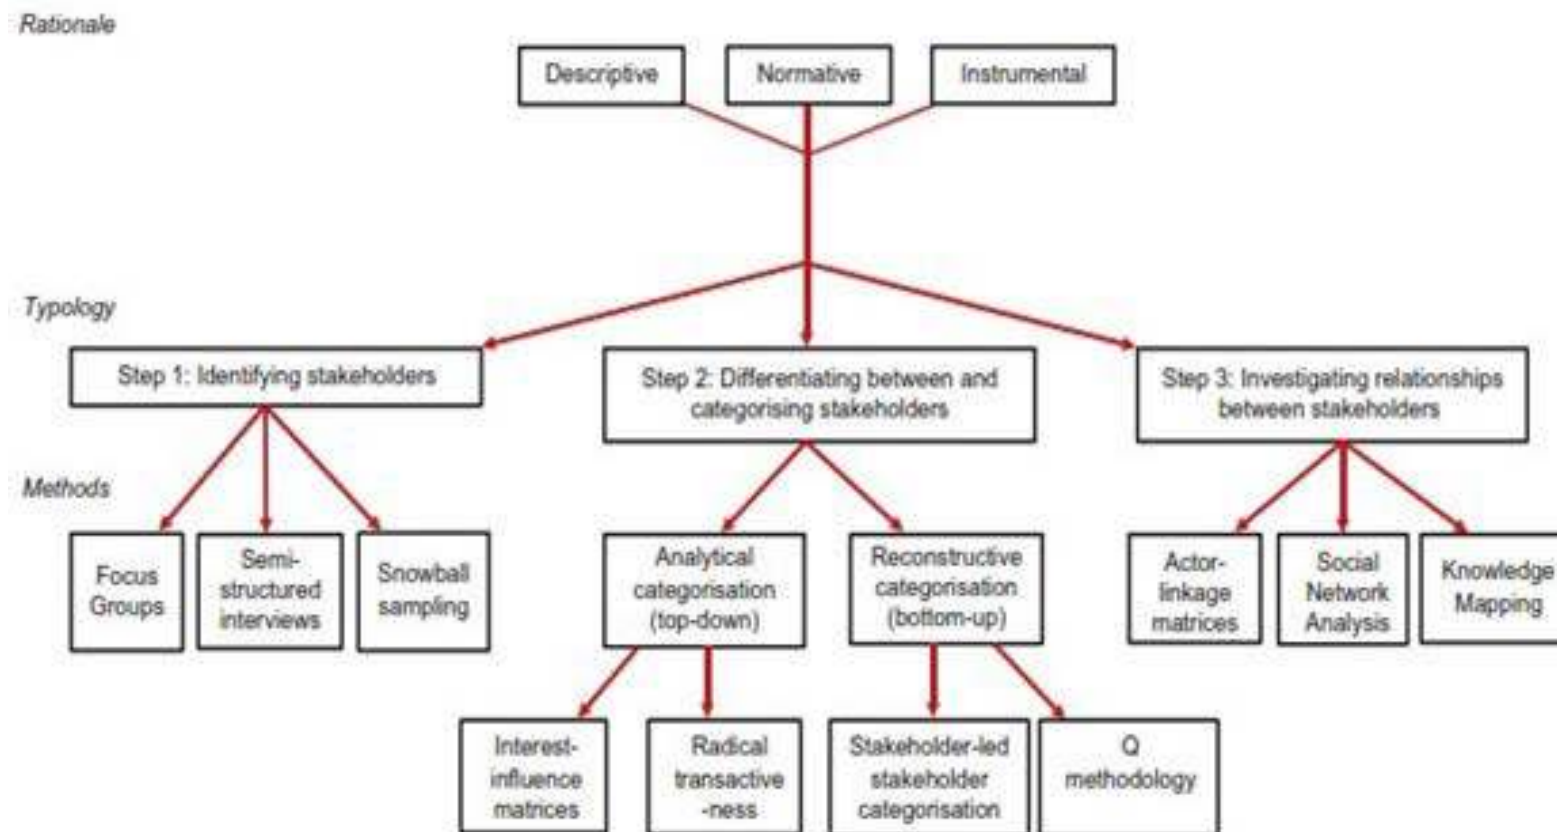 Rationale
Descriptive
Normative
Instrumental
Typology
Step 1: Identifying stakeholders
Step 2: Differentiating between and
categorising stakeholders
Step 3: Investigating relationships
between stakeholders
Methods
Focus
Groups
Semi-
structured
interviews
Snowball
sampling
Analytical
categorisation
(top-down)
Reconstructive
categorisation
(bottom-up)
Actor-
linkage
matrices
Social
Network
Analysis
Knowledge
Mapping
Interest-
influence
matrices
Radical
transactive
-ness
Stakeholder-led
stakeholder
categorisation
Q
methodology